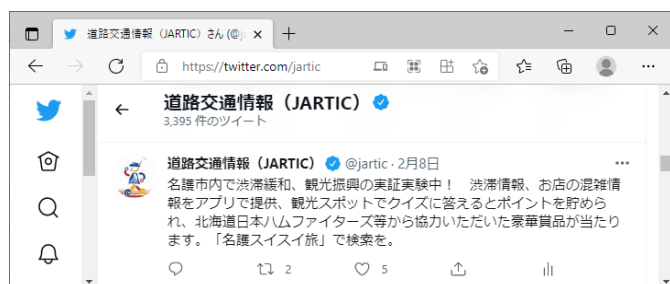 道路交通情報（JARTIC）さん (@j
https://twitter.com/jartic
道路交通情報（JARTIC）
3,395 件のツイート
道路交通情報（JARTIC） @jartic · 2月8日
名護市内で渋滞緩和、観光振興の実証実験中！　渋滞情報、お店の混雑情
報をアプリで提供、観光スポットでクイズに答えるとポイントを貯めら
れ、北海道日本ハムファイターズ等から協力いただいた豪華賞品が当たり
ます。「名護スイスイ旅」で検索を。
2
5